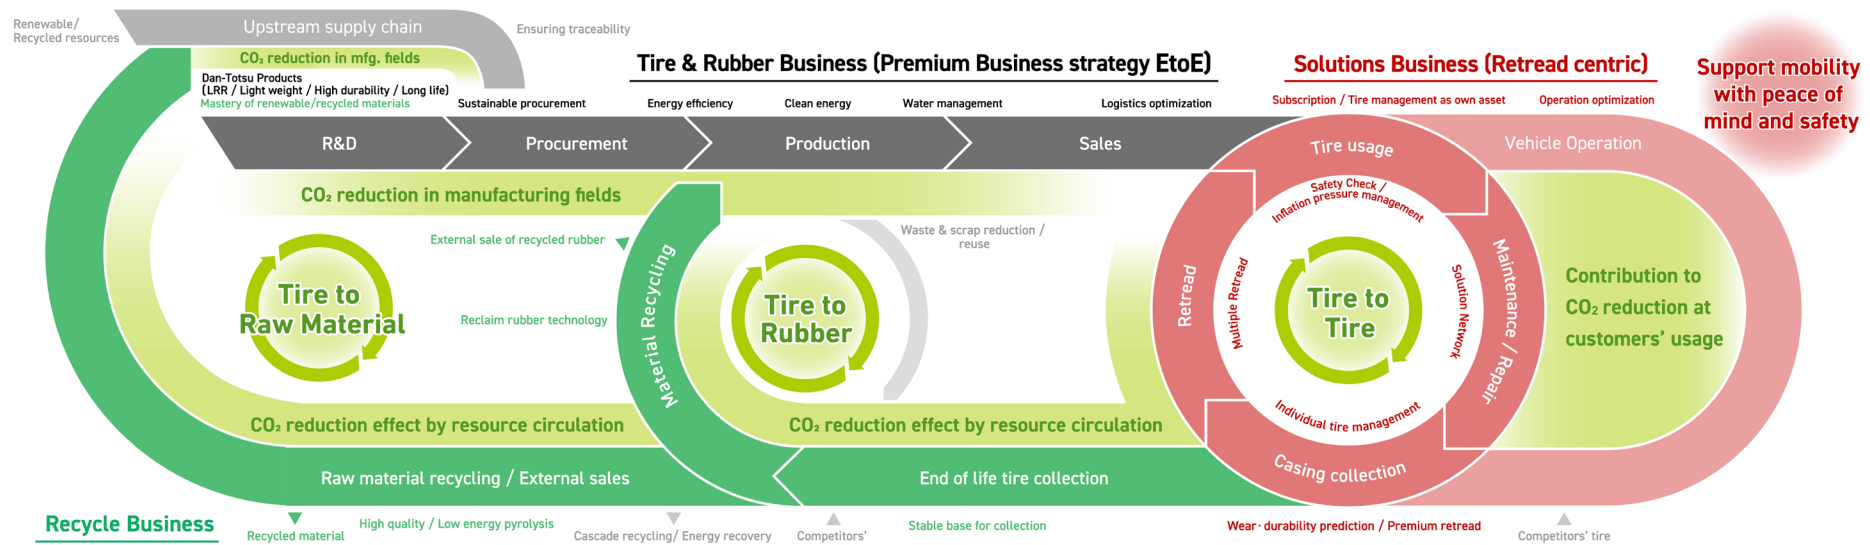 Renewable/
Recycled resources
Upstream supply chain
Ensuring traceability
CO₂ reduction in mfg. fields
Dan-Totsu Products
(LRR / Light weight / High durability / Long life)
Mastery of renewable/recycled materials
Tire & Rubber Business (Premium Business strategy EtoE)
Solutions Business (Retread centric)
Support mobility
with peace of
mind and safety
Sustainable procurement
Energy efficiency
Clean energy
Water management
Logistics optimization
Subscription / Tire management as own asset
Operation optimization
R&D
Procurement
Production
Sales
Tire usage
Vehicle Operation
CO₂ reduction in manufacturing fields
Safety Check /
Inflation pressure management
External sale of recycled rubber
Waste & scrap reduction /
reuse
Tire to
Raw Material
Reclaim rubber technology
Material Recycling
Tire to
Rubber
Retread
Multiple Retread
Tire to
Tire
Solution Network
Maintenance / Repair
Contribution to
CO₂ reduction at
customers’ usage
Individual tire management
CO₂ reduction effect by resource circulation
CO₂ reduction effect by resource circulation
Casing collection
Raw material recycling / External sales
End of life tire collection
Recycle Business
Recycled material
High quality / Low energy pyrolysis
Cascade recycling/ Energy recovery
Competitors’
Stable base for collection
Wear · durability prediction / Premium retread
Competitors’ tire